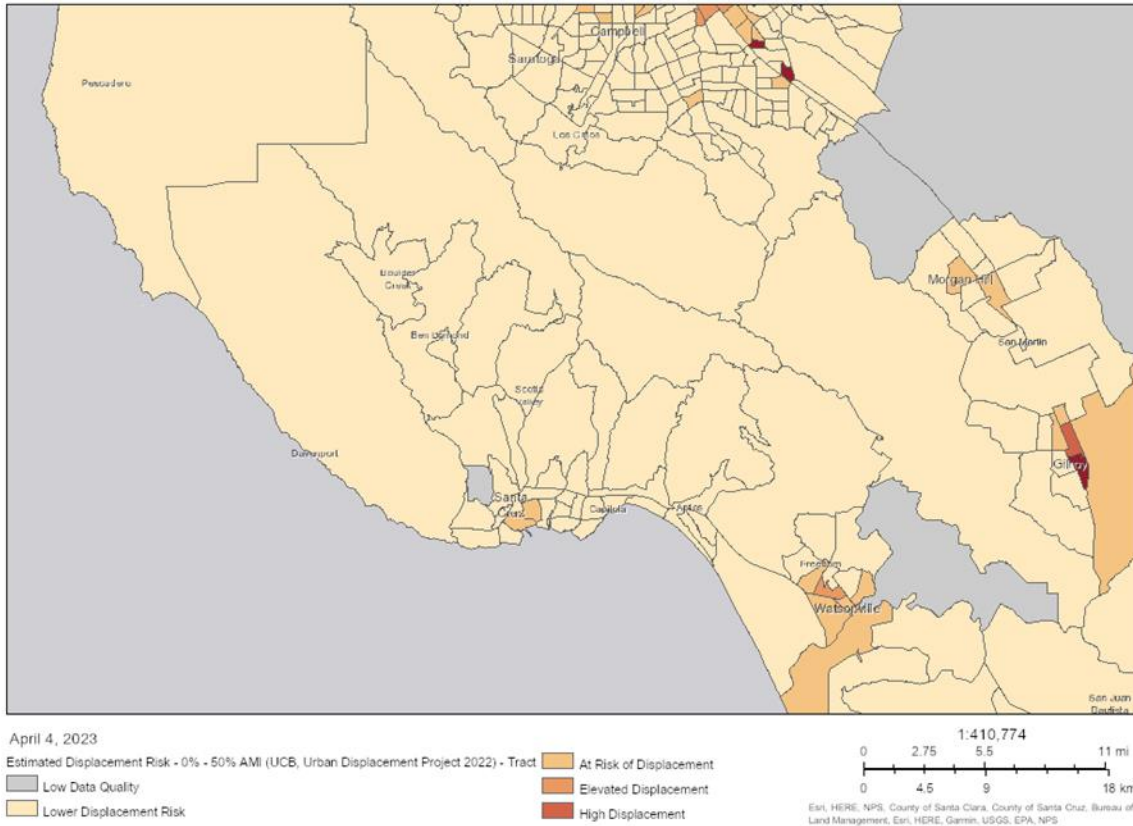 Campbell
Saratoga
Pescadero
Los Gatos
Morgan Hill
Boulder
Creek
San Martin
Ben Lomond
Scotts
Valley
Davenport
Gilroy
Santa
Cruz
Capitola
Aptos
Freedom
Watsonville
San Juan
Bautista
April 4, 2023
Estimated Displacement Risk - 0% - 50% AMI (UCB, Urban Displacement Project 2022) - Tract
Low Data Quality
Lower Displacement Risk
At Risk of Displacement
Elevated Displacement
High Displacement
1:410,774
0 2.75 5.5 11 mi
0 4.5 9 18 km
Esri, HERE, NPS, County of Santa Clara, County of Santa Cruz, Bureau of
Land Management, Esri, HERE, Garmin, USGS, EPA, NPS